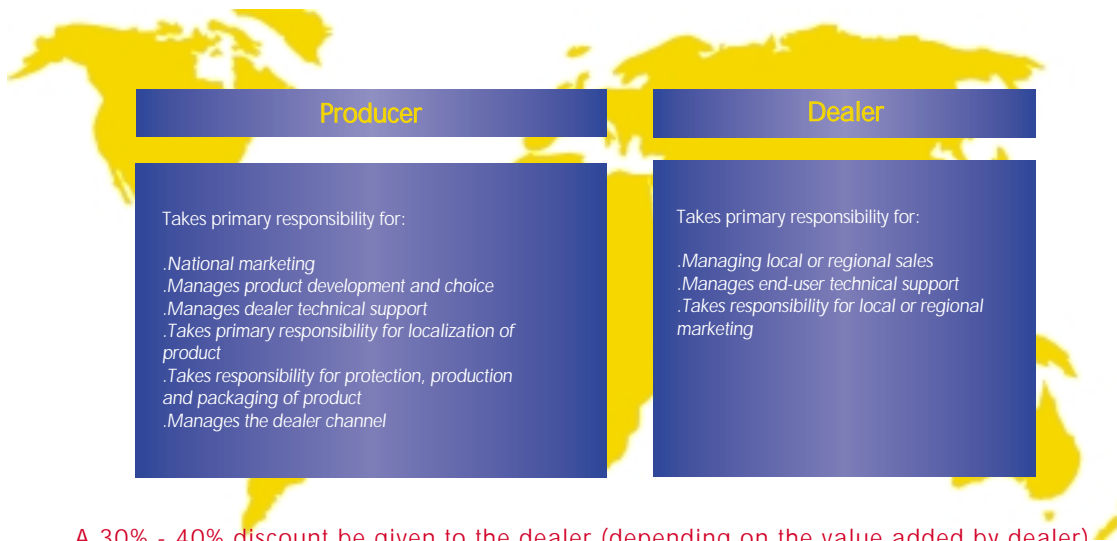 Producer
Takes primary responsibility for:
.National marketing
.Manages product development and choice
.Manages dealer technical support
.Takes primary responsibility for localization of
product
.Takes responsibility for protection, production
and packaging of product
.Manages the dealer channel
Dealer
Takes primary responsibility for:
.Managing local or regional sales
.Manages end-user technical support
.Takes responsibility for local or regional
marketing
A 30% - 40% discount be given to the dealer (depending on the value added by dealer)